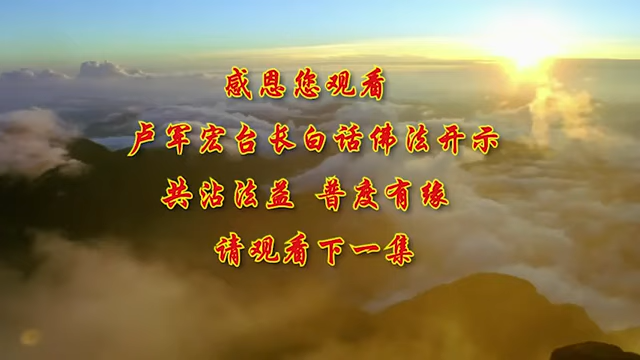 感恩您观看
卢军宏台长白话佛法开示
共沾法益 普度有缘
请观看下一集